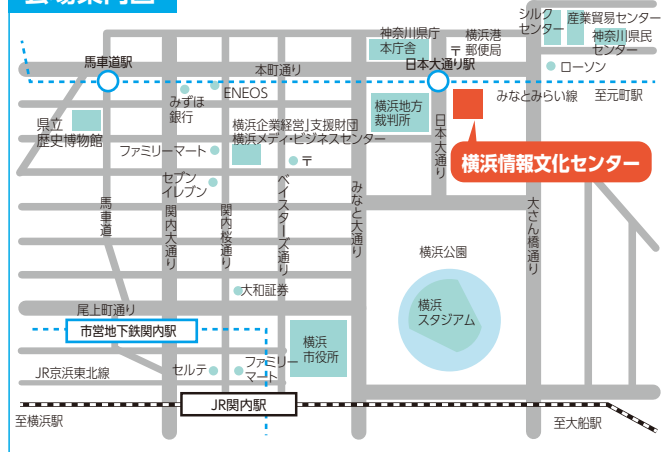 会場案内図
シルク
センター
産業貿易センター
神奈川県民
センター
神奈川県庁
本庁舎
横浜港
〒 郵便局
馬車道駅
本町通り
日本大通り駅
ローソン
みずほ
銀行
ENEOS
みなとみらい線
至元町駅
県立
歴史博物館
横浜企業経営」支援財団
横浜メディ・ビジネスセンター
横浜地方
裁判所
日本大通り
ファミリーマート
〒
横浜情報文化センター
セブン
イレブン
馬車道
関内大通り
関内桜通り
ベイスターズ通り
みなと大通り
大さん橋通り
横浜公園
大和証券
尾上町通り
横浜
スタジアム
市営地下鉄関内駅
横浜
市役所
JR京浜東北線
セルテ
ファミリー
マート
JR関内駅
至横浜駅
至大船駅